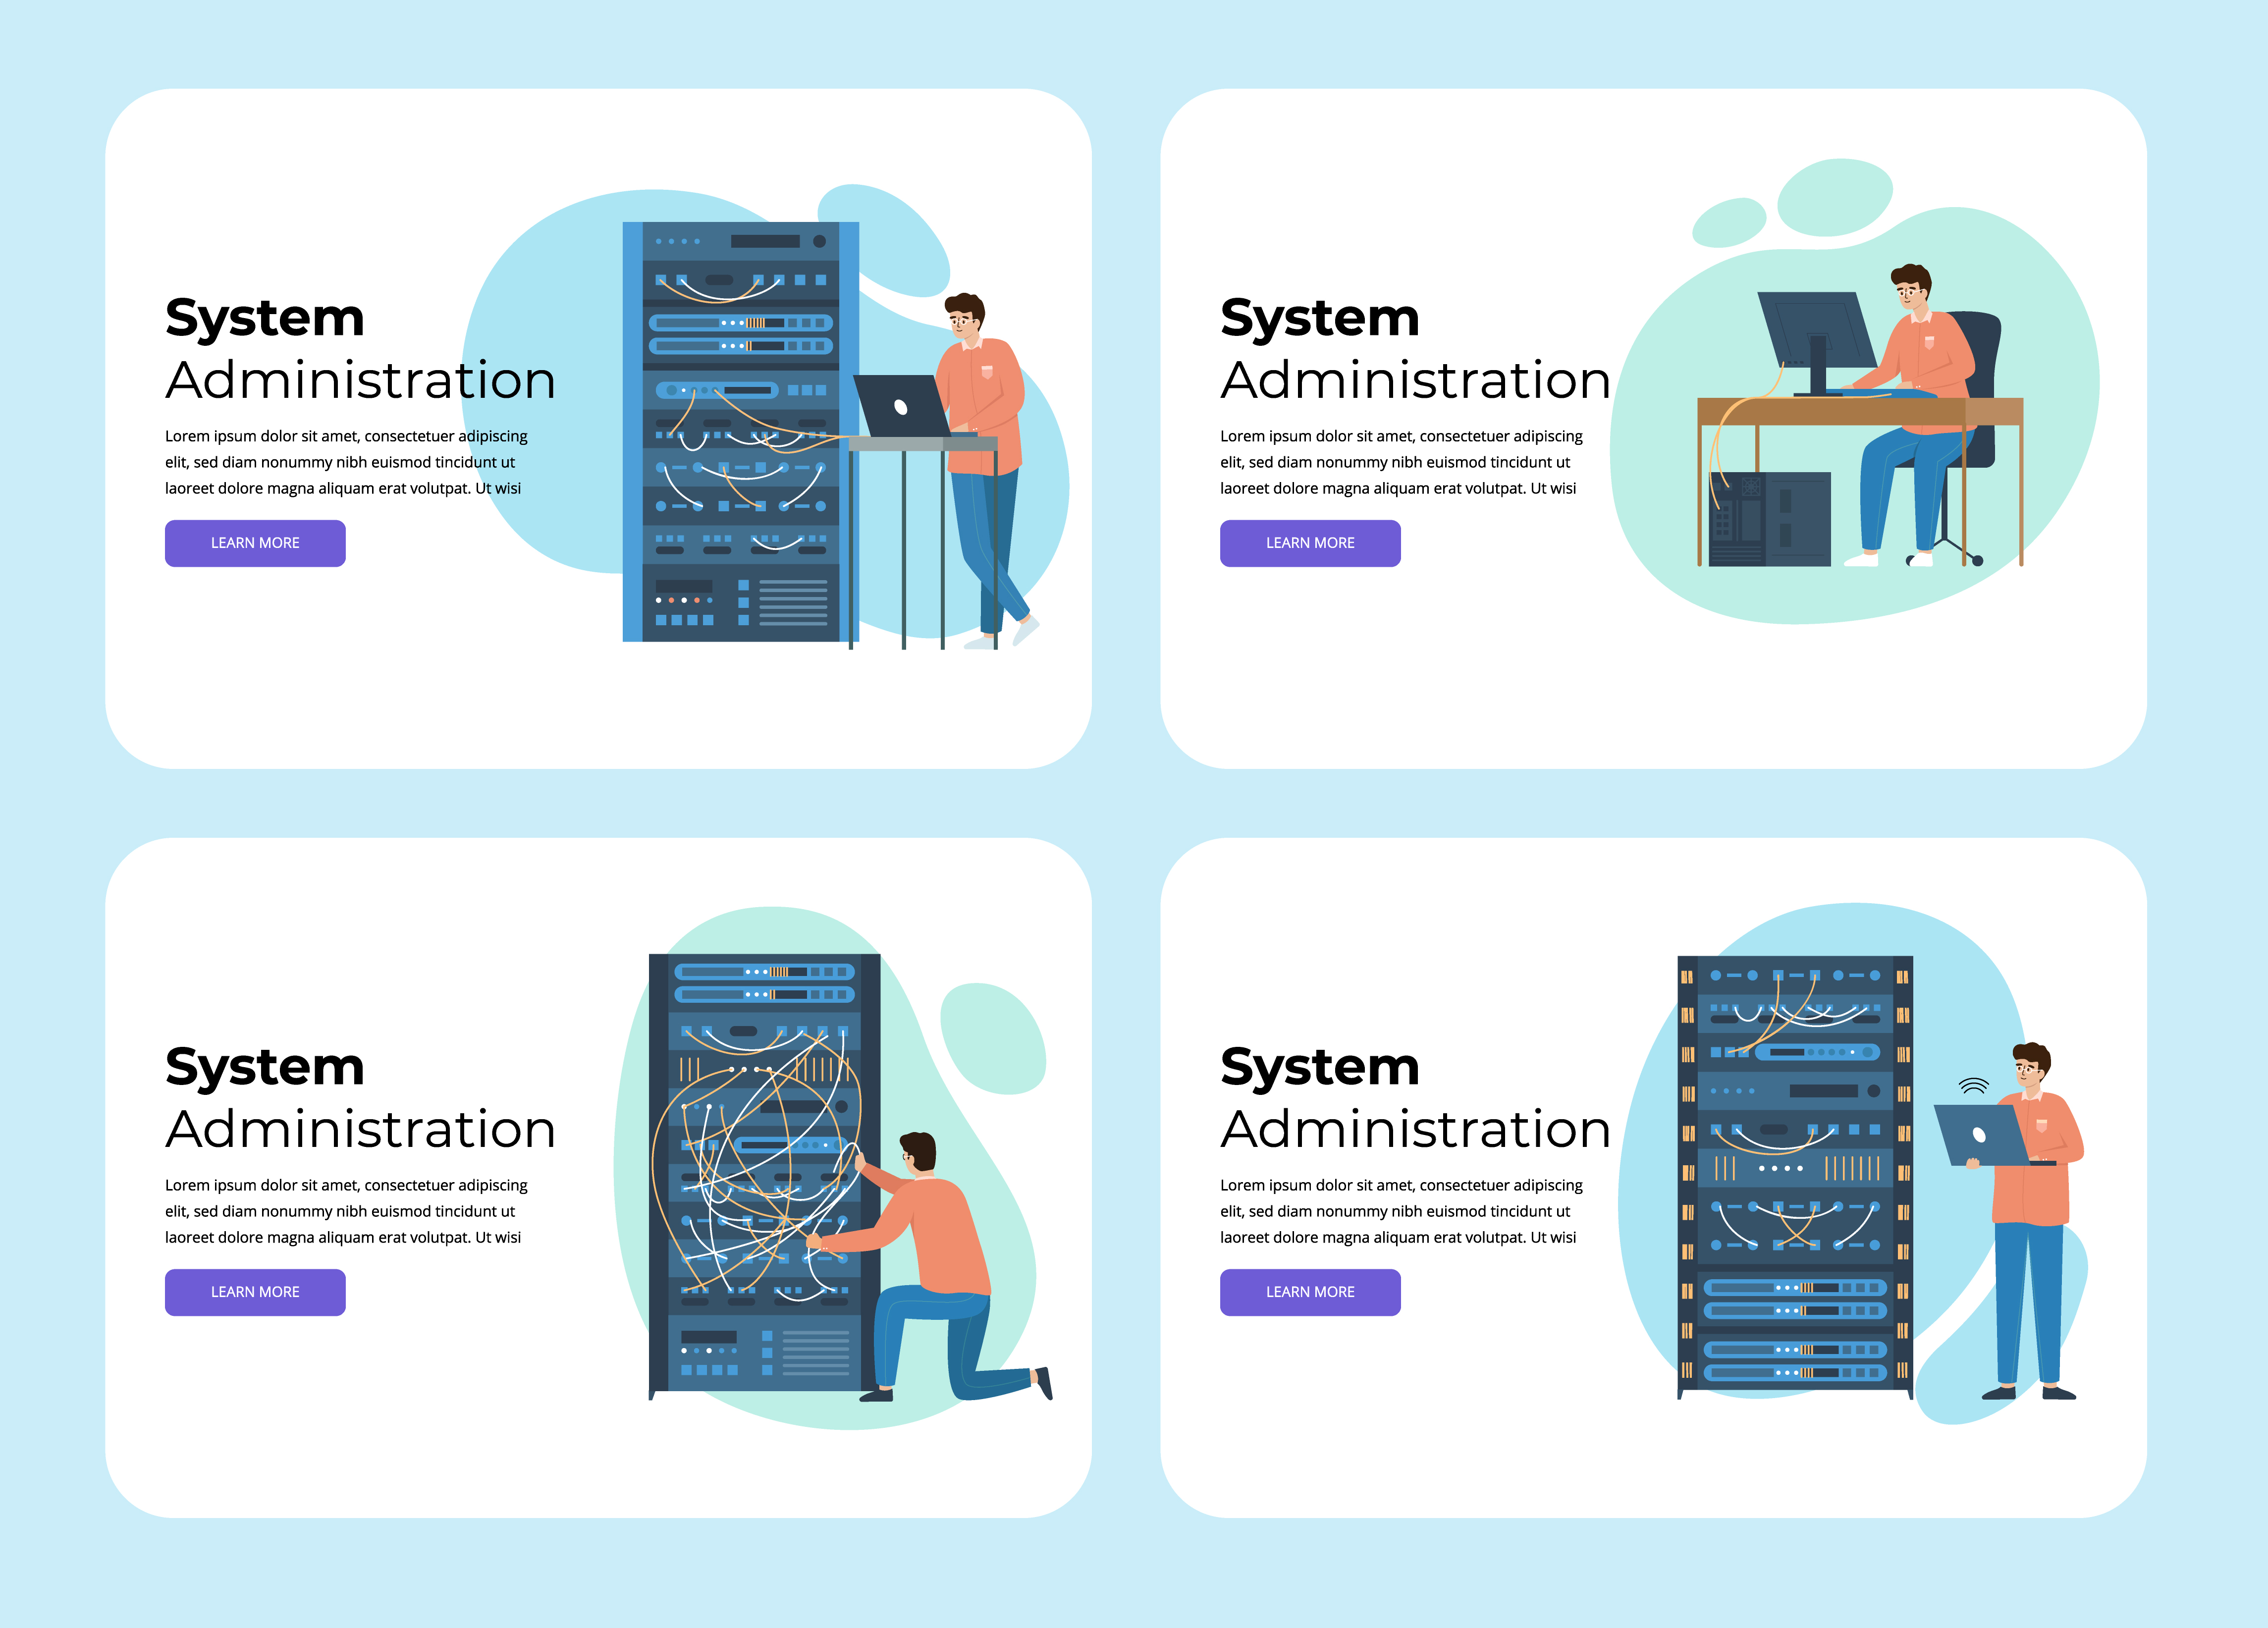 System
Administration
Lorem ipsum dolor sit amet, consectetuer adipiscing
elit, sed diam nonummy nibh euismod tincidunt ut
laoreet dolore magna aliquam erat volutpat. Ut wisi
LEARN MORE
System
Administration
Lorem ipsum dolor sit amet, consectetuer adipiscing
elit, sed diam nonummy nibh euismod tincidunt ut
laoreet dolore magna aliquam erat volutpat. Ut wisi
LEARN MORE
System
Administration
Lorem ipsum dolor sit amet, consectetuer adipiscing
elit, sed diam nonummy nibh euismod tincidunt ut
laoreet dolore magna aliquam erat volutpat. Ut wisi
LEARN MORE
System
Administration
Lorem ipsum dolor sit amet, consectetuer adipiscing
elit, sed diam nonummy nibh euismod tincidunt ut
laoreet dolore magna aliquam erat volutpat. Ut wisi
LEARN MORE